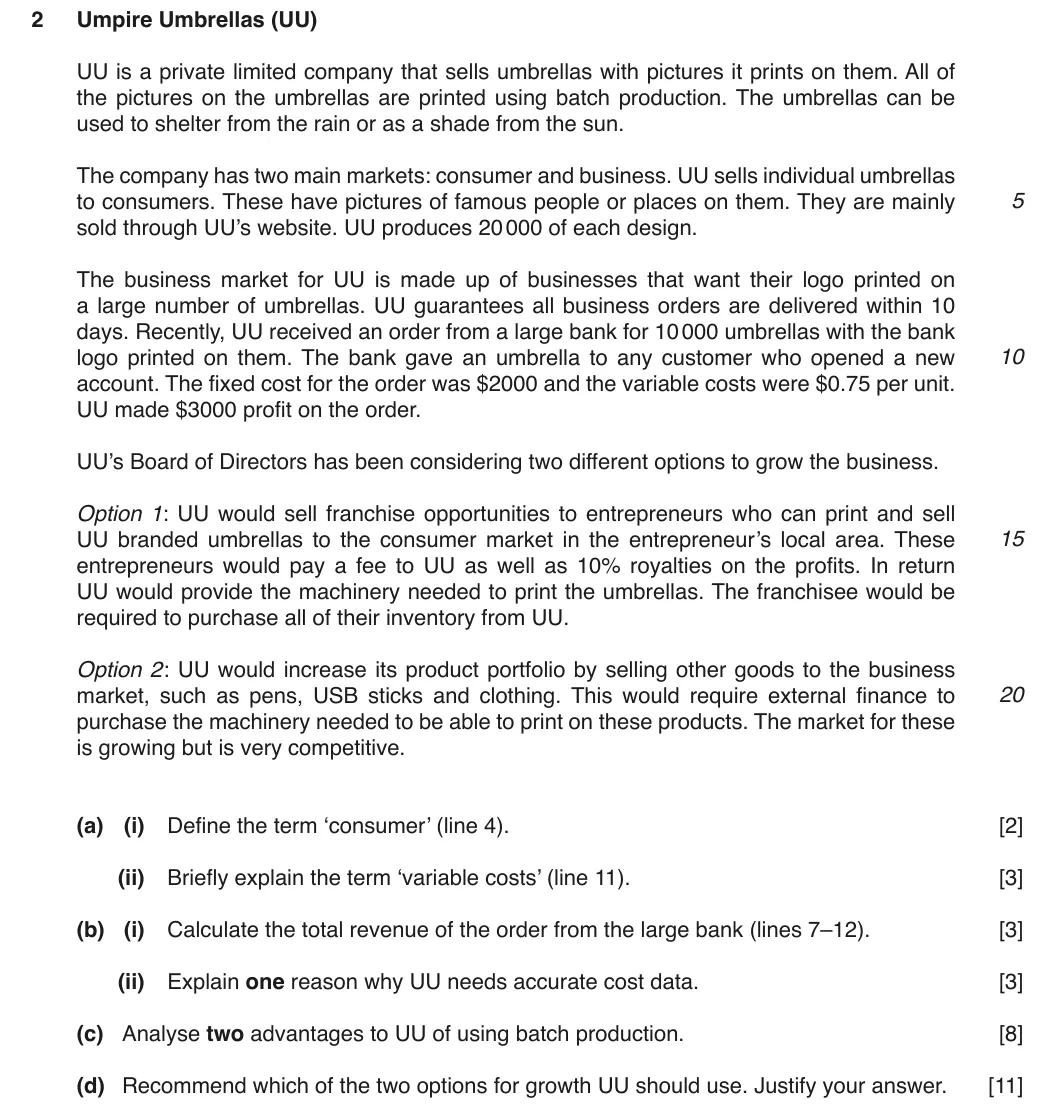 2 Umpire Umbrellas (UU)
UU is a private limited company that sells umbrellas with pictures it prints on them. All of
the pictures on the umbrellas are printed using batch production. The umbrellas can be
used to shelter from the rain or as a shade from the sun.
The company has two main markets: consumer and business. UU sells individual umbrellas
to consumers. These have pictures of famous people or places on them. They are mainly 5
sold through UU’s website. UU produces 20 000 of each design.
The business market for UU is made up of businesses that want their logo printed on
a large number of umbrellas. UU guarantees all business orders are delivered within 10
days. Recently, UU received an order from a large bank for 10 000 umbrellas with the bank
logo printed on them. The bank gave an umbrella to any customer who opened a new 10
account. The fixed cost for the order was $2000 and the variable costs were $0.75 per unit.
UU made $3000 profit on the order.
UU’s Board of Directors has been considering two different options to grow the business.
Option 1: UU would sell franchise opportunities to entrepreneurs who can print and sell
UU branded umbrellas to the consumer market in the entrepreneur’s local area. These 15
entrepreneurs would pay a fee to UU as well as 10% royalties on the profits. In return
UU would provide the machinery needed to print the umbrellas. The franchisee would be
required to purchase all of their inventory from UU.
Option 2: UU would increase its product portfolio by selling other goods to the business
market, such as pens, USB sticks and clothing. This would require external finance to 20
purchase the machinery needed to be able to print on these products. The market for these
is growing but is very competitive.
(a) (i) Define the term ‘consumer’ (line 4). [2]
(ii) Briefly explain the term ‘variable costs’ (line 11). [3]
(b) (i) Calculate the total revenue of the order from the large bank (lines 7–12). [3]
(ii) Explain one reason why UU needs accurate cost data. [3]
(c) Analyse two advantages to UU of using batch production. [8]
(d) Recommend which of the two options for growth UU should use. Justify your answer. [11]